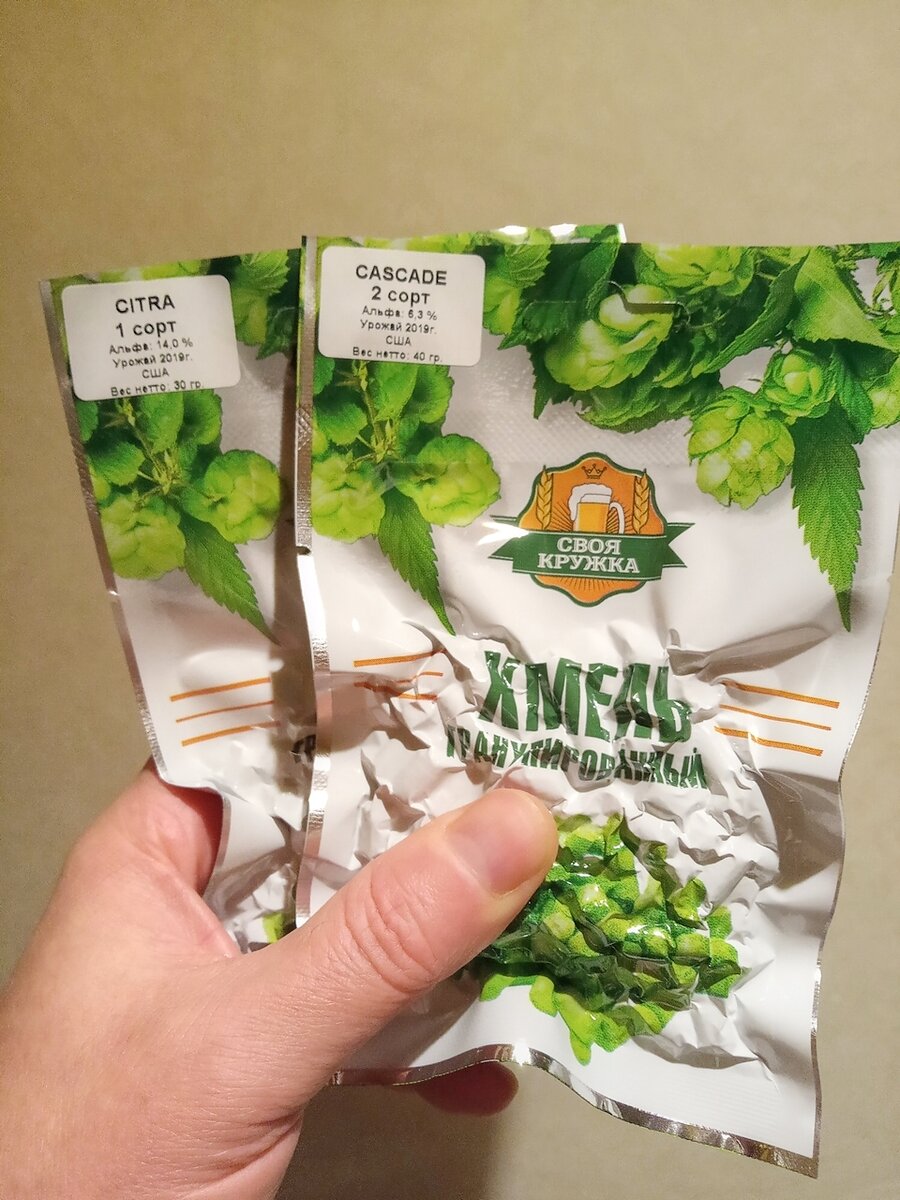 CITRA
1 сорт
Альфа: 14,0 %
Урожай 2019г.
США
Вес нетто: 30 гр.
CASCADE
2 сорт
Альфа: 6,3 %
Урожай 2019г.
США
Вес нетто: 40 гр.
СВОЯ
КРУЖКА
ХМЕЛЬ
ГРАНУЛИРОВАННЫЙ